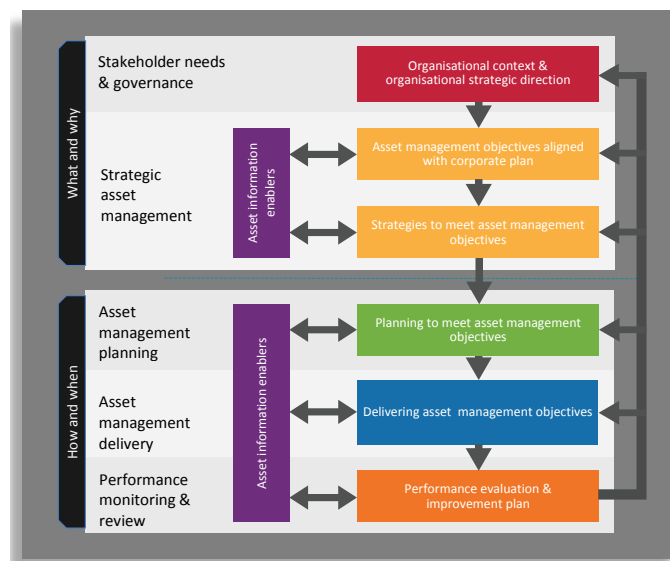 What and why
Stakeholder needs
& governance
Organisational context &
organisational strategic direction
Strategic
asset
management
Asset information
enablers
Asset management objectives aligned
with corporate plan
Strategies to meet asset management
objectives
How and when
Asset
management
planning
Asset information enablers
Planning to meet asset management
objectives
Asset
management
delivery
Delivering asset management objectives
Performance
monitoring &
review
Performance evaluation &
improvement plan